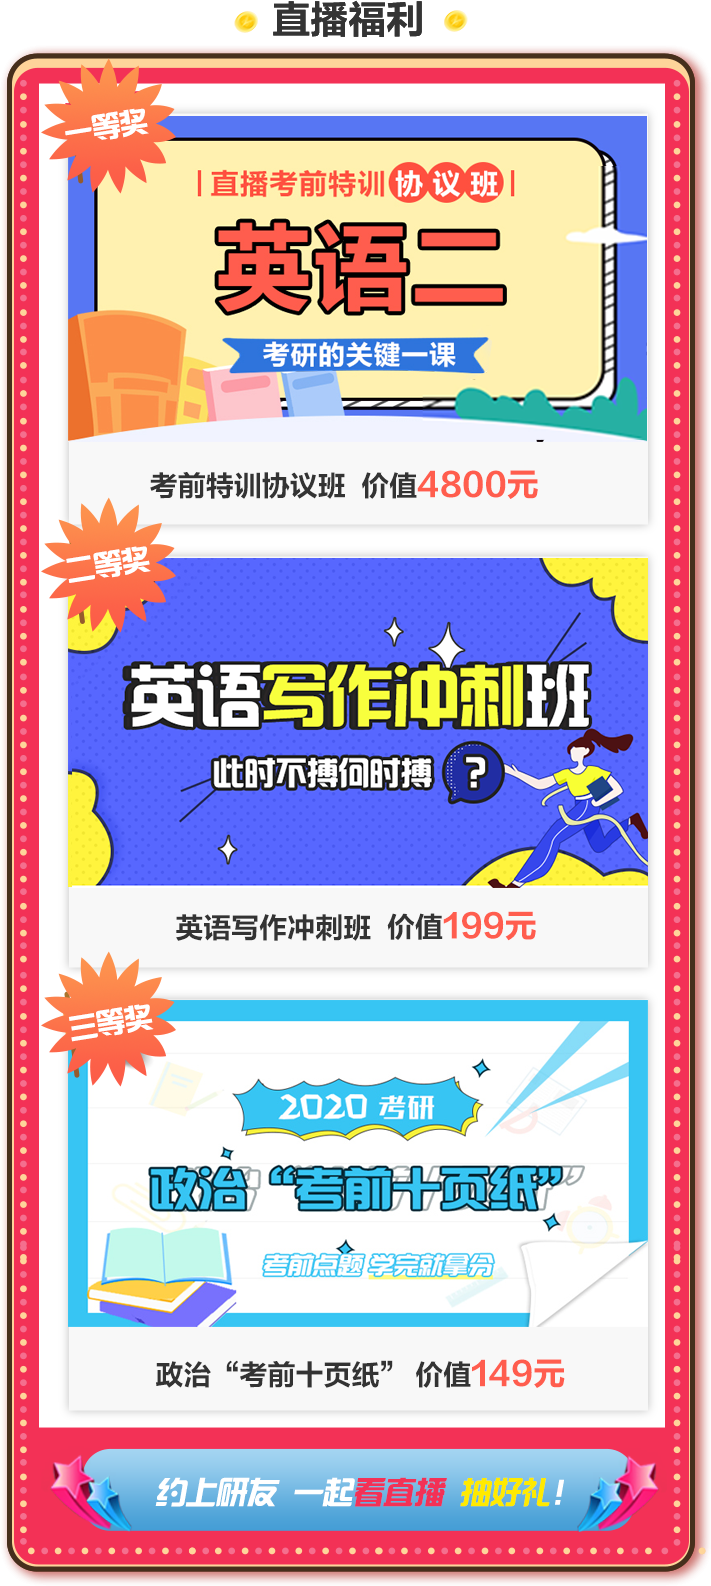 直播福利
一等奖
直播考前特训协议班
英语二
考研的关键一课
考前特训协议班 价值4800元
二等奖
英语写作冲刺班
此时不搏何时搏？
英语写作冲刺班 价值199元
三等奖
2020 考研
政治“考前十页纸”
考前点题 学完就拿分
政治“考前十页纸” 价值149元
约上研友 一起看直播 抽好礼！